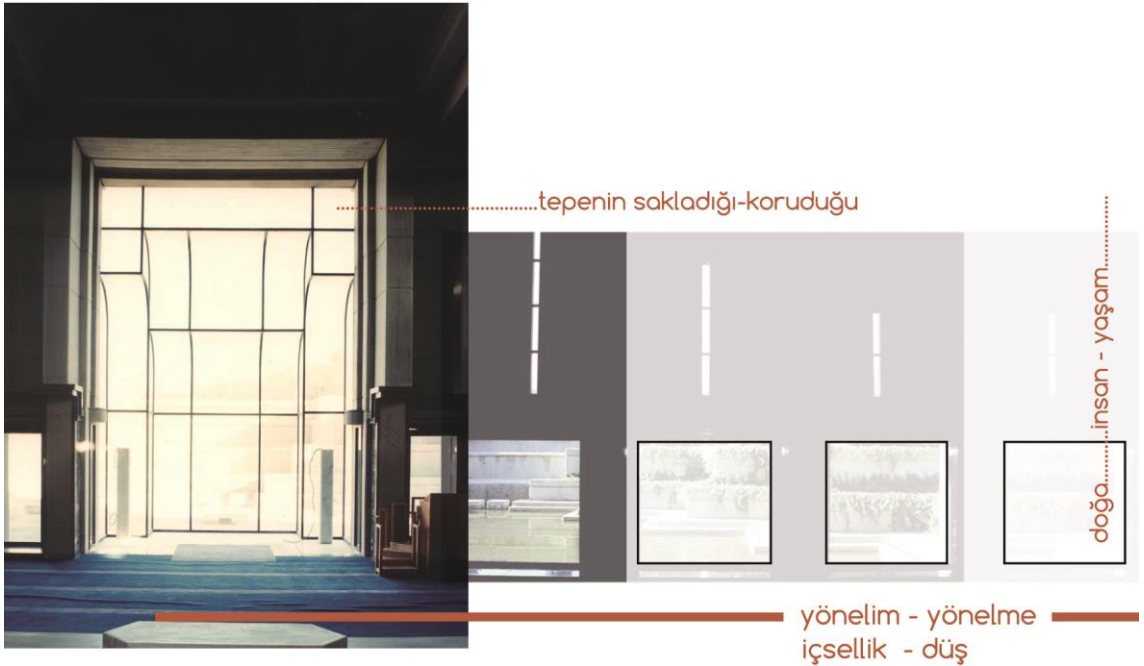 ..............................tepenin sakladığı-koruduğu
doğa......insan - yaşam.......
yönelim - yönelme
içsellik - düş